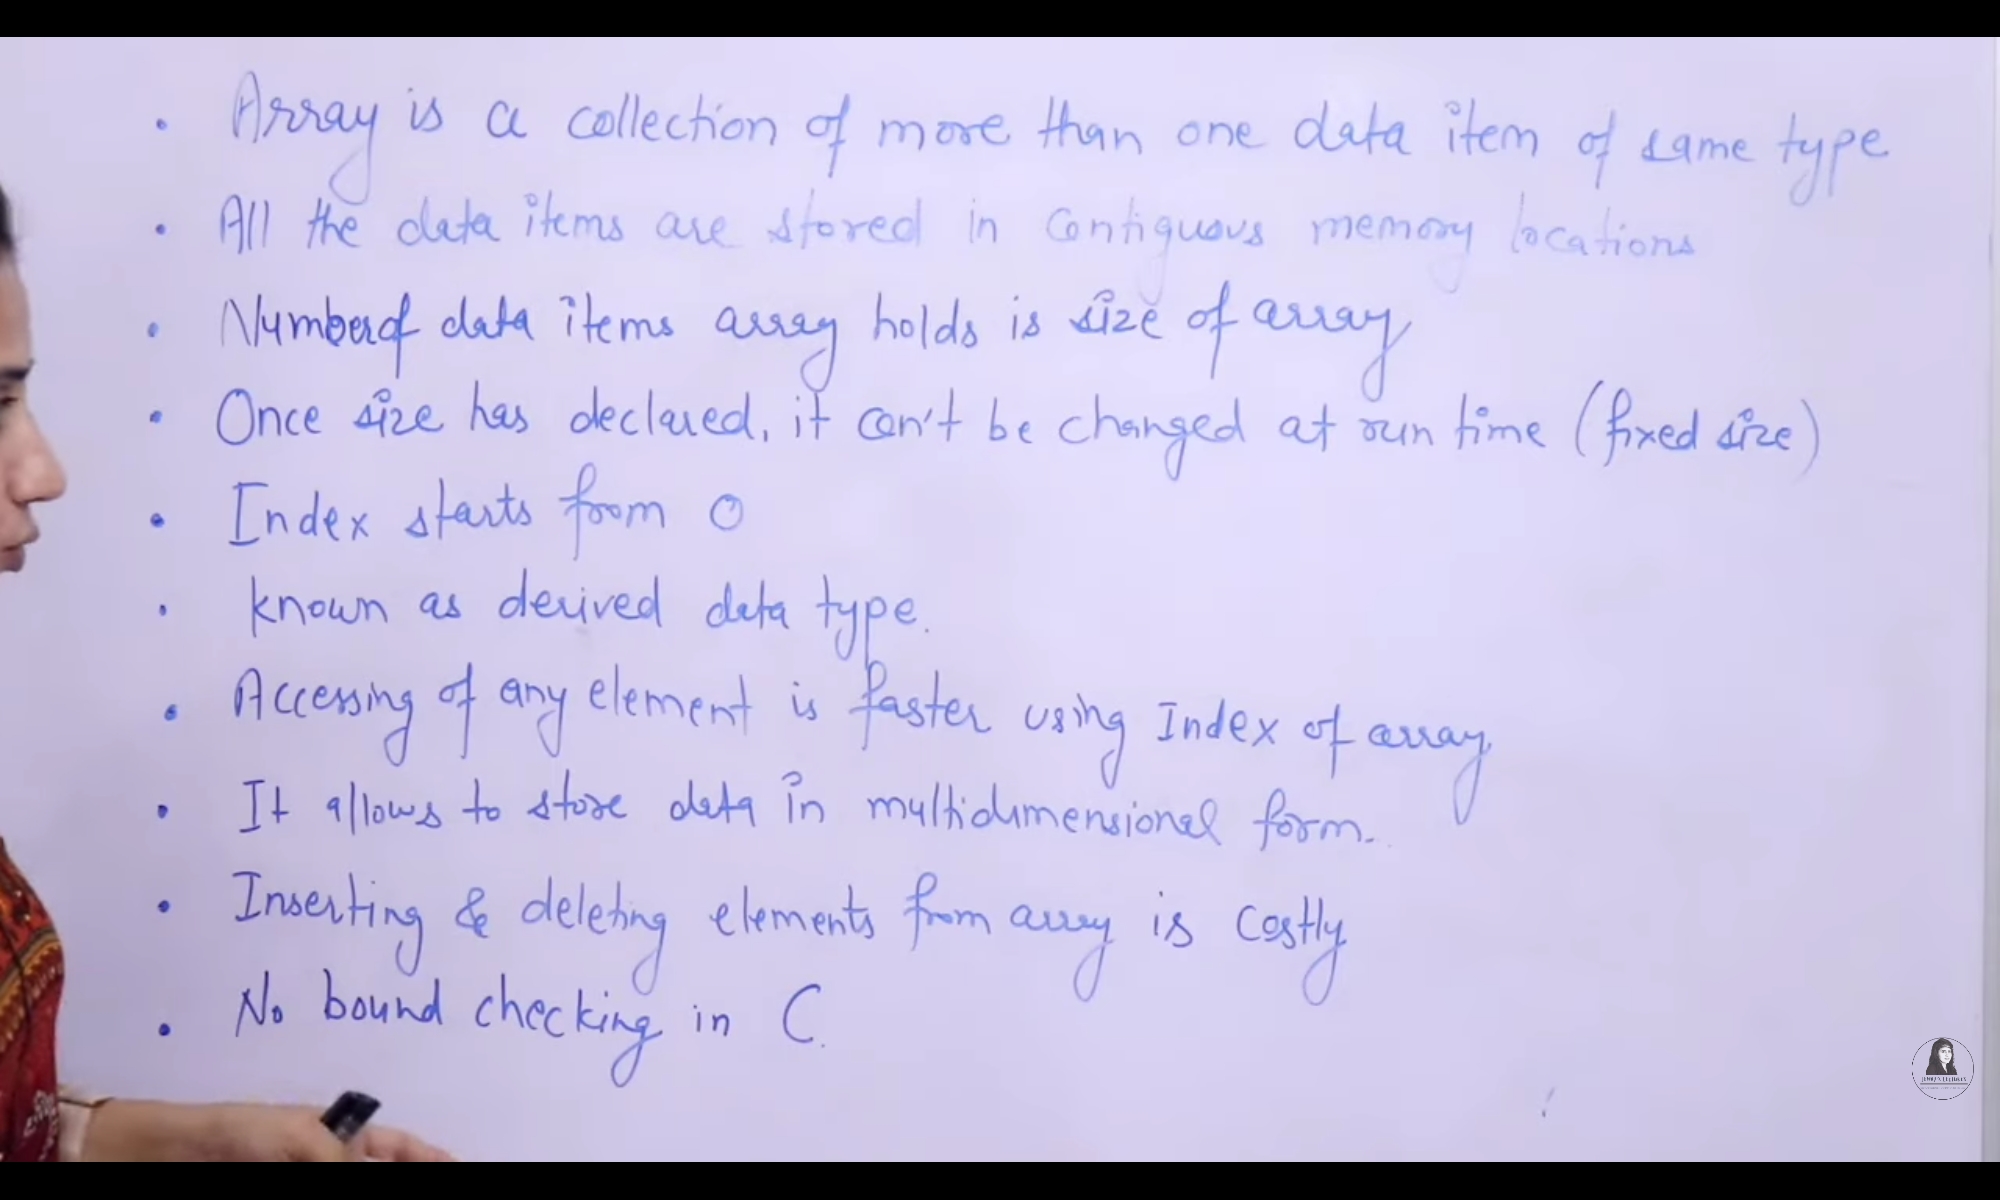 • Array is a collection of more than one data item of same type
• All the data items are stored in contiguous memory locations
• Number of data items array holds is size of array
• Once size has declared, it can't be changed at run time (fixed size)
• Index starts from 0
• known as derived data type.
• Accessing of any element is faster using Index of array.
• It allows to store data in multidimensional form.
• Inserting & deleting elements from array is costly
• No bound checking in C.